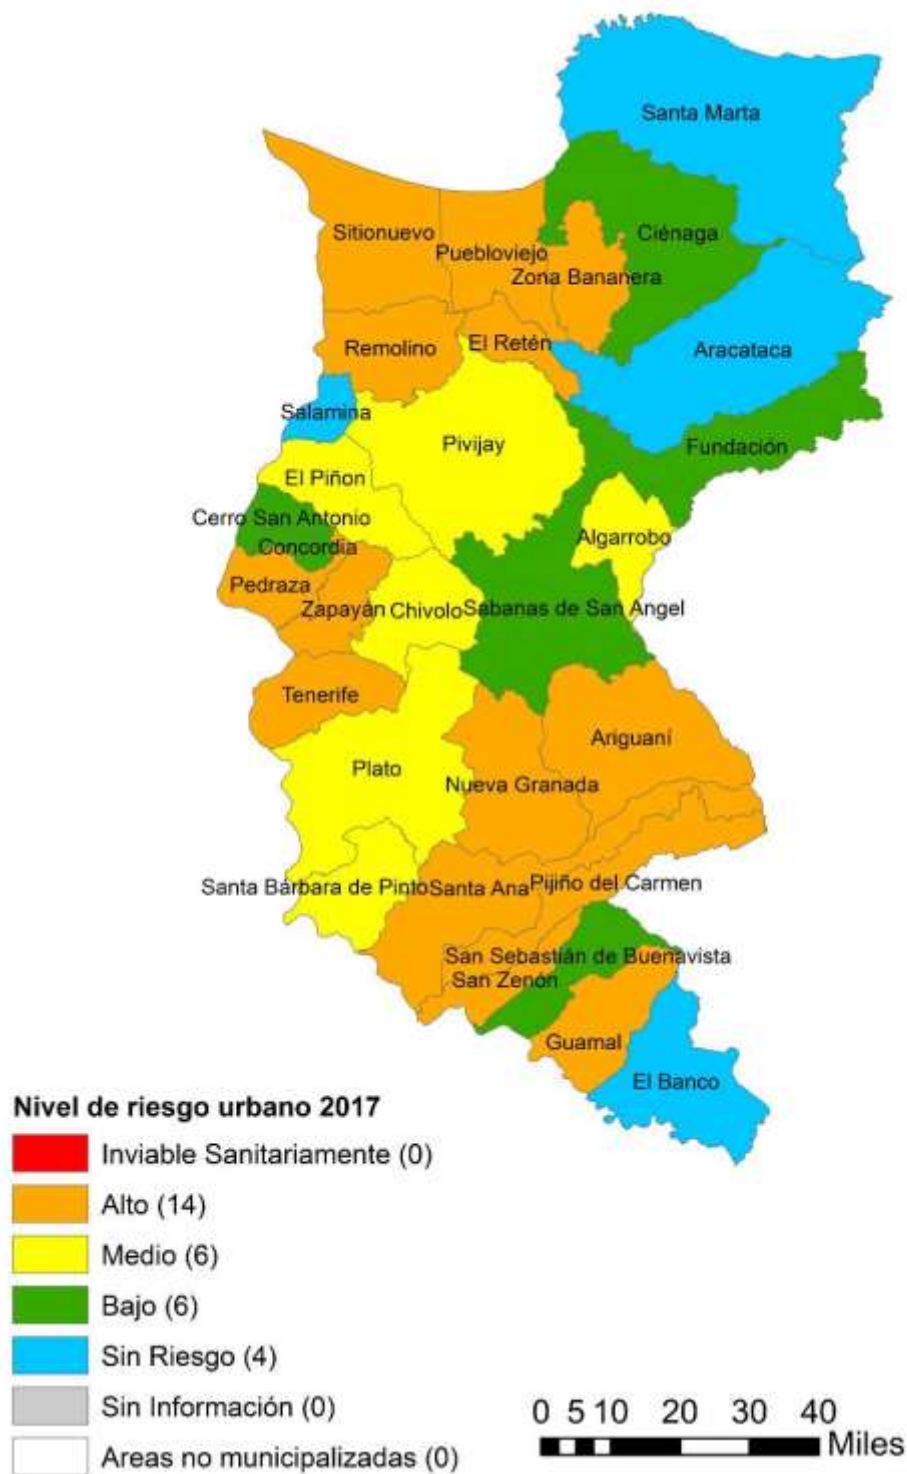 Santa Marta
Sitionuevo
Ciénaga
Puebloviejo
Zona Bananera
El Retén
Remolino
Aracataca
Salamina
Pivijay
Fundación
El Piñon
Cerro San Antonio
Algarrobo
Concordia
Pedraza
Zapayán
Chivolo
Sabanas de San Angel
Tenerife
Ariguaní
Plato
Nueva Granada
Santa Bárbara de Pinto
Santa Ana
Pijiño del Carmen
San Sebastián de Buenavista
San Zenón
Guamal
El Banco
Nivel de riesgo urbano 2017
Inviable Sanitariamente (0)
Alto (14)
Medio (6)
Bajo (6)
Sin Riesgo (4)
Sin Información (0)
Areas no municipalizadas (0)
0 5 10 20 30 40
Miles